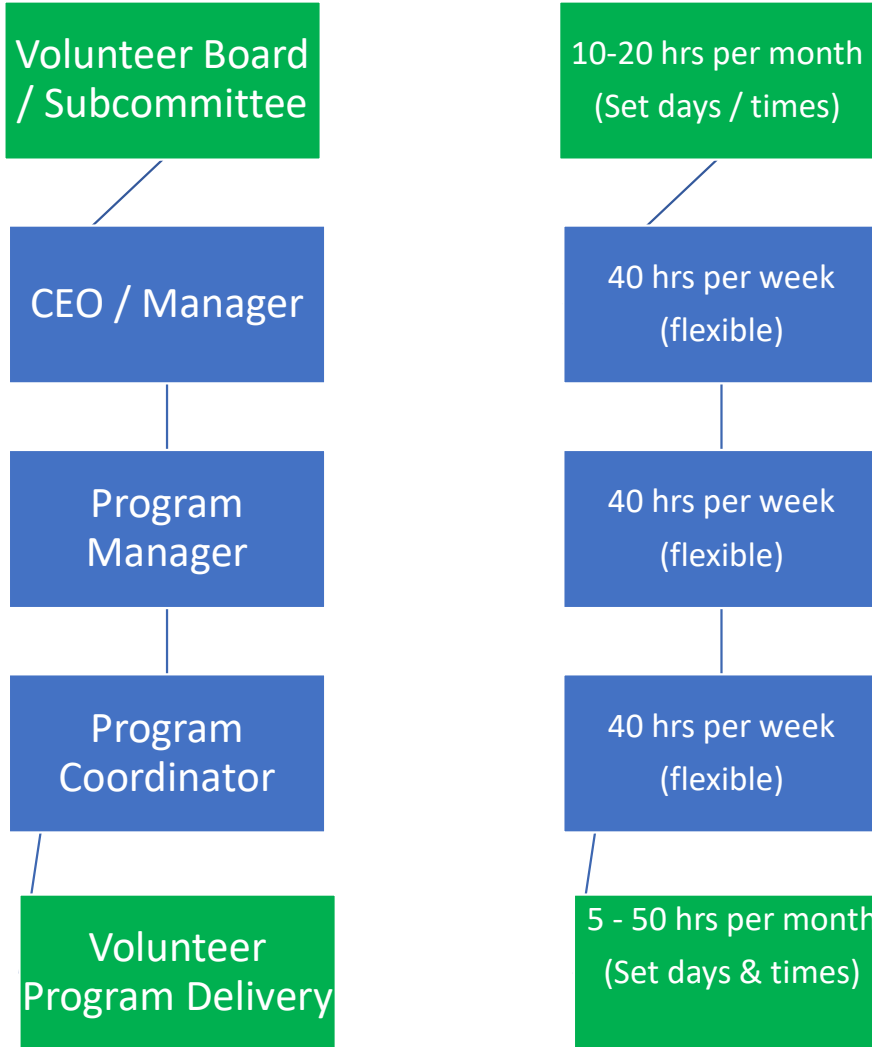 Volunteer Board
/ Subcommittee
10-20 hrs per month
(Set days / times)
CEO / Manager
40 hrs per week
(flexible)
Program
Manager
40 hrs per week
(flexible)
Program
Coordinator
40 hrs per week
(flexible)
Volunteer
Program Delivery
5 - 50 hrs per month
(Set days & times)